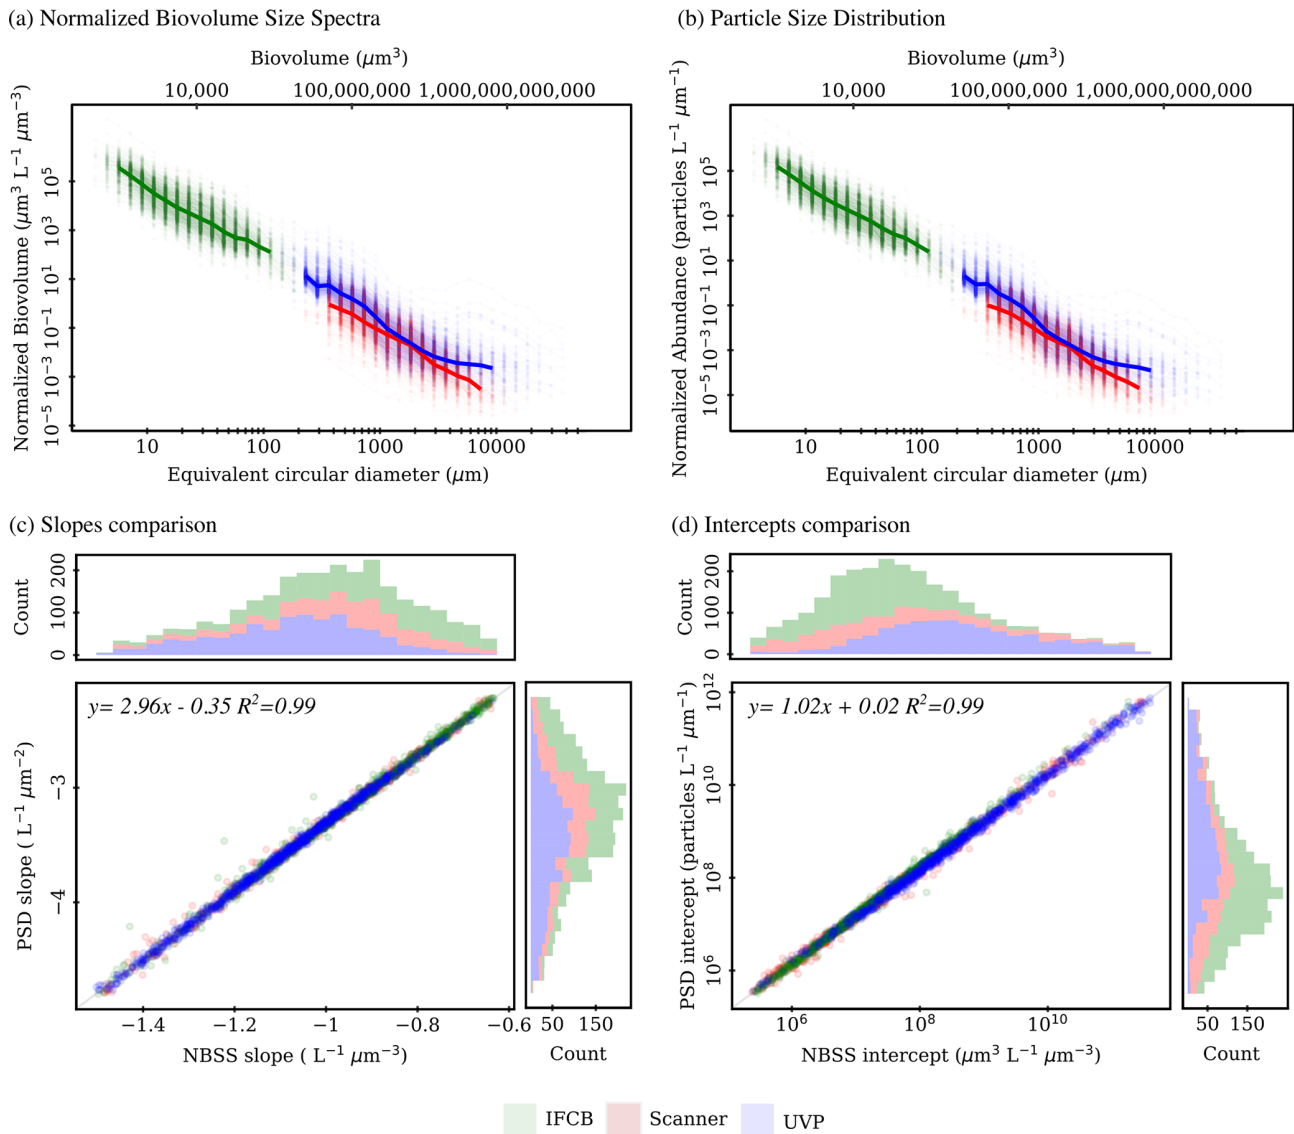 (a) Normalized Biovolume Size Spectra
Biovolume (μm³)
10,000 100,000,000 1,000,000,000,000
Normalized Biovolume (μm³ L⁻¹ μm⁻³)
10⁵
10³
10¹
10⁻¹
10⁻³
10⁻⁵
10 100 1000 10000
Equivalent circular diameter (μm)
(b) Particle Size Distribution
Biovolume (μm³)
10,000 100,000,000 1,000,000,000,000
Normalized Abundance (particles L⁻¹ μm⁻¹)
10⁵
10³
10¹
10⁻¹
10⁻³
10⁻⁵
10 100 1000 10000
Equivalent circular diameter (μm)
(c) Slopes comparison
Count
200
100
0
y= 2.96x - 0.35 R²=0.99
PSD slope ( L⁻¹ μm⁻²)
−3
−4
−1.4 −1.2 −1 −0.8 −0.6
NBSS slope ( L⁻¹ μm⁻³)
50 150
Count
(d) Intercepts comparison
Count
200
100
0
y= 1.02x + 0.02 R²=0.99
PSD intercept (particles L⁻¹ μm⁻¹)
10¹²
10¹⁰
10⁸
10⁶
10⁶ 10⁸ 10¹⁰
NBSS intercept (μm³ L⁻¹ μm⁻³)
50 150
Count
IFCB Scanner UVP